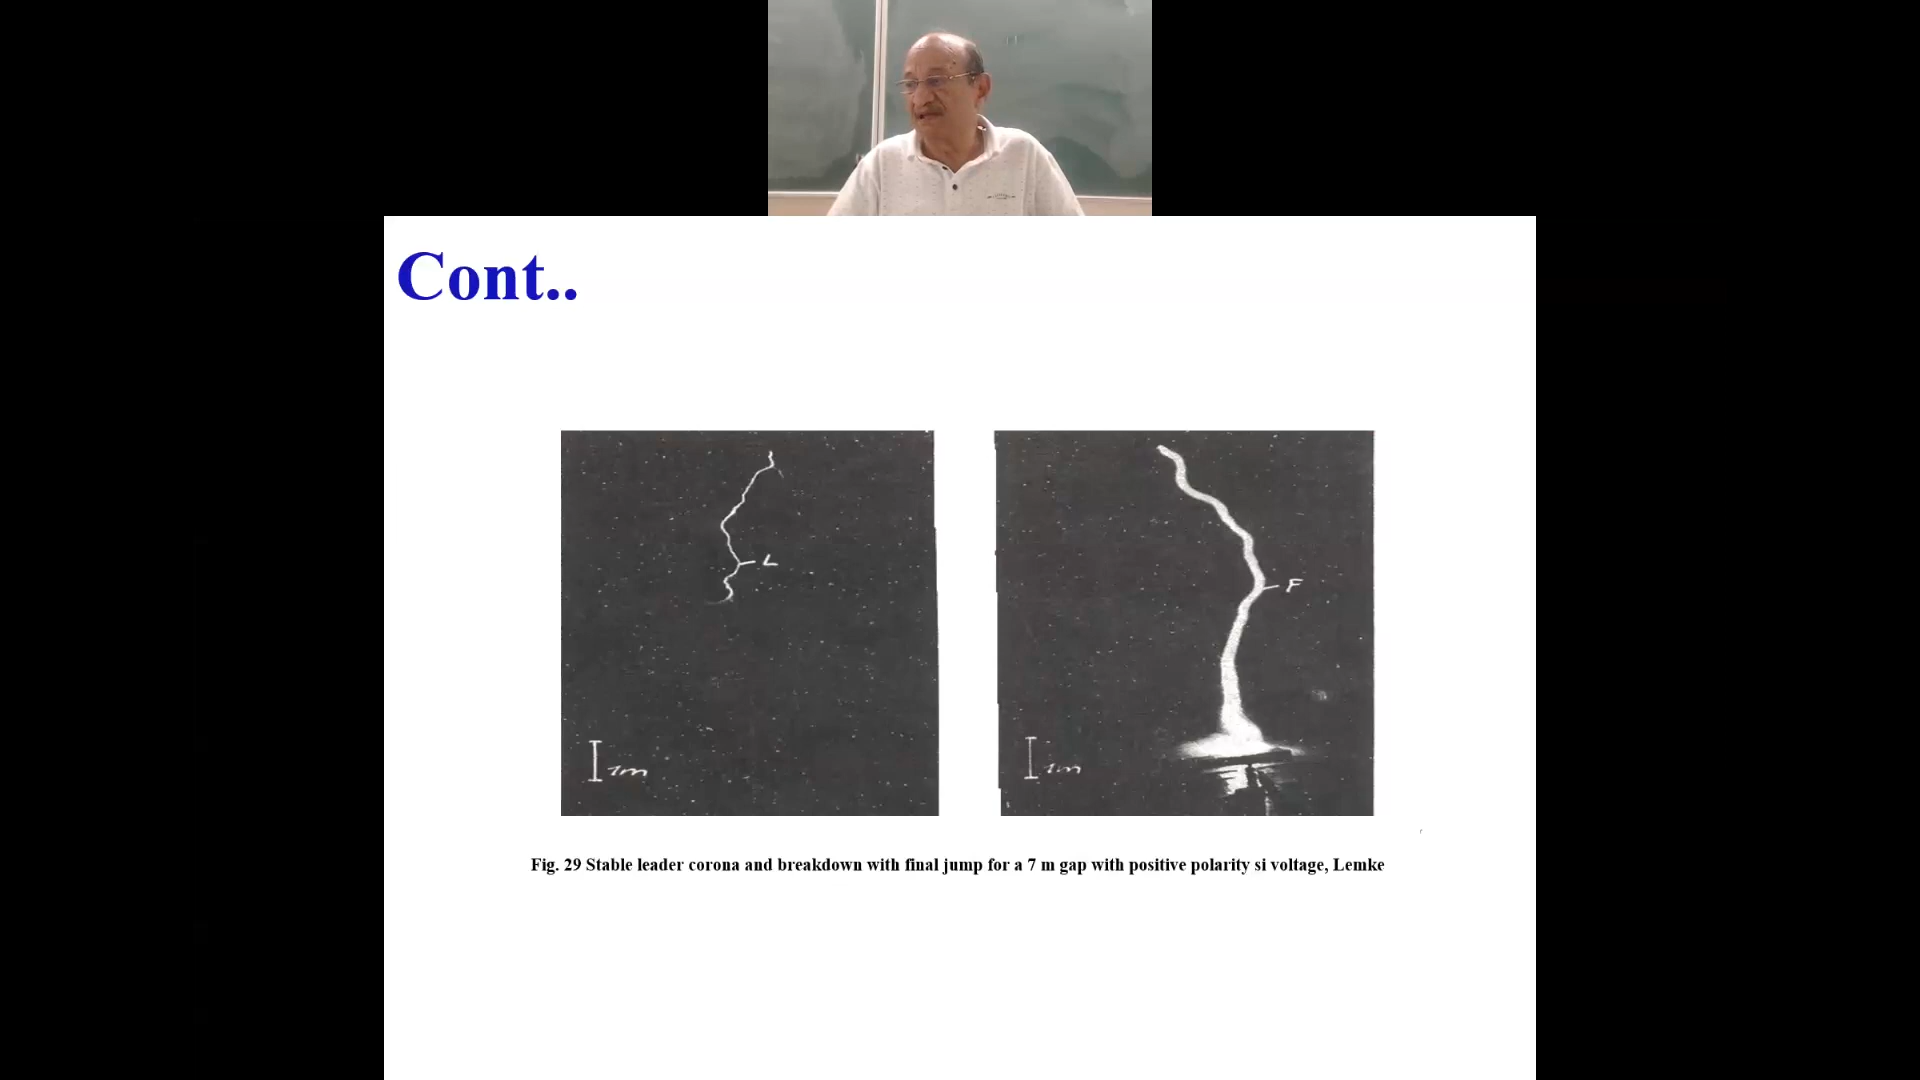 Cont..
L
F
1m
1m
Fig. 29 Stable leader corona and breakdown with final jump for a 7 m gap with positive polarity si voltage, Lemke